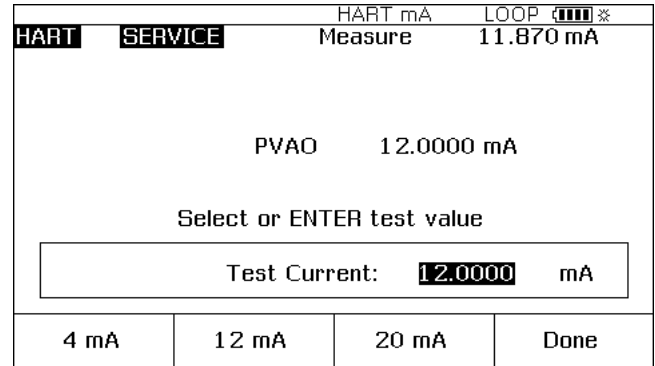 HART mA LOOP
HART SERVICE Measure 11.870 mA
PVAO 12.0000 mA
Select or ENTER test value
Test Current: 12.0000 mA
4 mA 12 mA 20 mA Done